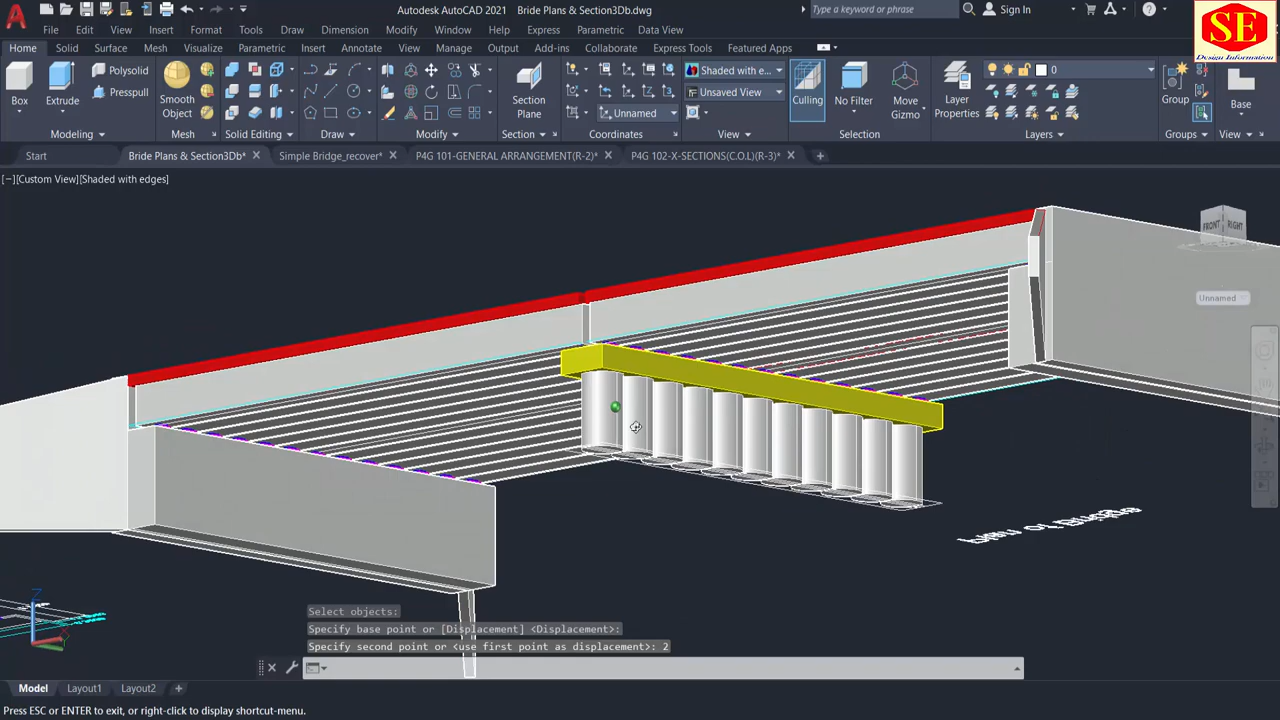 Autodesk AutoCAD 2021 Bride Plans & Section3Db.dwg
Type a keyword or phrase
Sign In
SE
Design Information
File Edit View Insert Format Tools Draw Dimension Modify Window Help Express Parametric Data View
Home Solid Surface Mesh Visualize Parametric Insert Annotate View Manage Output Add-ins Collaborate Express Tools Featured Apps
Box
Extrude
Polysolid
Presspull
Smooth Object
Section Plane
Unnamed
Shaded with e...
Unsaved View
Culling
No Filter
Move Gizmo
Layer Properties
0
Group
Base
Modeling Mesh Solid Editing Draw Modify Section Coordinates View Selection Layers Groups View
Start Bride Plans & Section3Db* Simple Bridge_recover* P4G 101-GENERAL ARRANGEMENT(R-2)* P4G 102-X-SECTIONS(C.O.L)(R-3)*
[−][Custom View][Shaded with edges]
FRONT RIGHT
Unnamed
Z
Select objects:
Specify base point or [Displacement] <Displacement>:
Specify second point or <use first point as displacement>: 2
Model Layout1 Layout2
Press ESC or ENTER to exit, or right-click to display shortcut-menu.